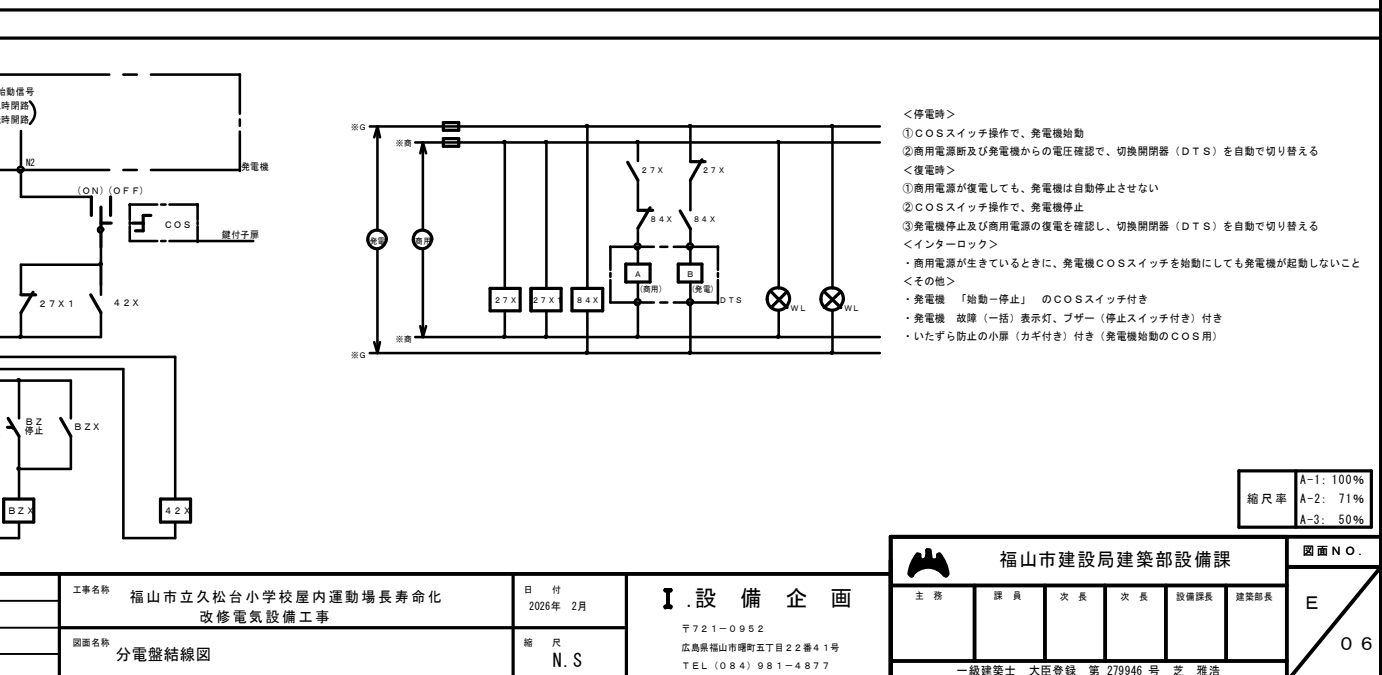 始動信号
時閉路
時開路
N2
発電機
(ON)(OFF)
COS
鍵付子扉
27X1
42X
BZ
停止
BZX
BZX
42X
※G
※商
発電
商用
27X
27X1
84X
27X
27X
84X
84X
A
(商用)
B
(発電)
DTS
WL
WL
※商
※G
<停電時>
①COSスイッチ操作で、発電機始動
②商用電源断及び発電機からの電圧確認で、切換開閉器(DTS)を自動で切り替える
<復電時>
①商用電源が復電しても、発電機は自動停止させない
②COSスイッチ操作で、発電機停止
③発電機停止及び商用電源の復電を確認し、切換開閉器(DTS)を自動で切り替える
<インターロック>
・商用電源が生きているときに、発電機COSスイッチを始動にしても発電機が起動しないこと
<その他>
・発電機 「始動ー停止」 のCOSスイッチ付き
・発電機 故障(一括)表示灯、ブザー(停止スイッチ付き)付き
・いたずら防止の小扉(カギ付き)付き(発電機始動のCOS用)
縮尺率
A-1: 100%
A-2: 71%
A-3: 50%
工事名称
福山市立久松台小学校屋内運動場長寿命化
改修電気設備工事
図面名称
分電盤結線図
日 付
2026年 2月
縮 尺
N.S
I.設 備 企 画
〒721-0952
広島県福山市曙町五丁目22番41号
TEL(084)981-4877
福山市建設局建築部設備課
主 務
課 員
次 長
次 長
設備課長
建築部長
一級建築士 大臣登録 第 279946 号 芝 雅浩
図面NO.
E
06